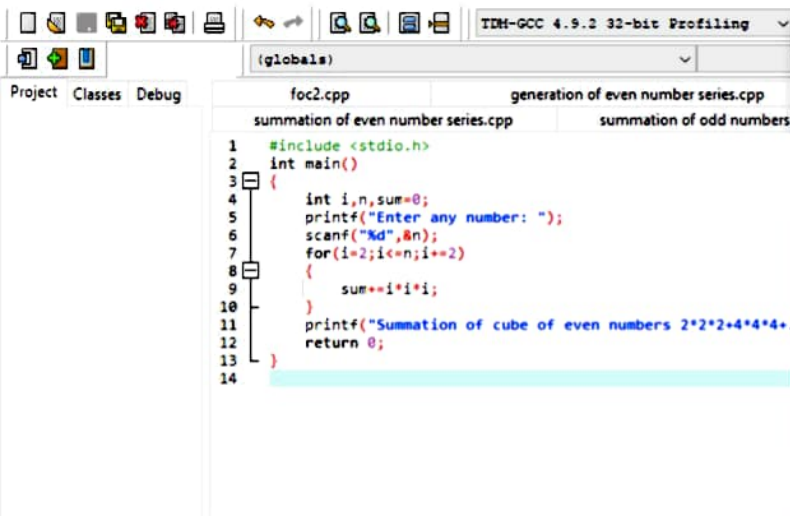 TDM-GCC 4.9.2 32-bit Profiling
(globals)
Project Classes Debug
foc2.cpp generation of even number series.cpp
summation of even number series.cpp summation of odd numbers
1 #include <stdio.h>
2 int main()
3 {
4 int i,n,sum=0;
5 printf("Enter any number: ");
6 scanf("%d",&n);
7 for(i=2;i<=n;i+=2)
8 {
9 sum+=i*i*i;
10 }
11 printf("Summation of cube of even numbers 2*2*2+4*4*4+.
12 return 0;
13 }
14